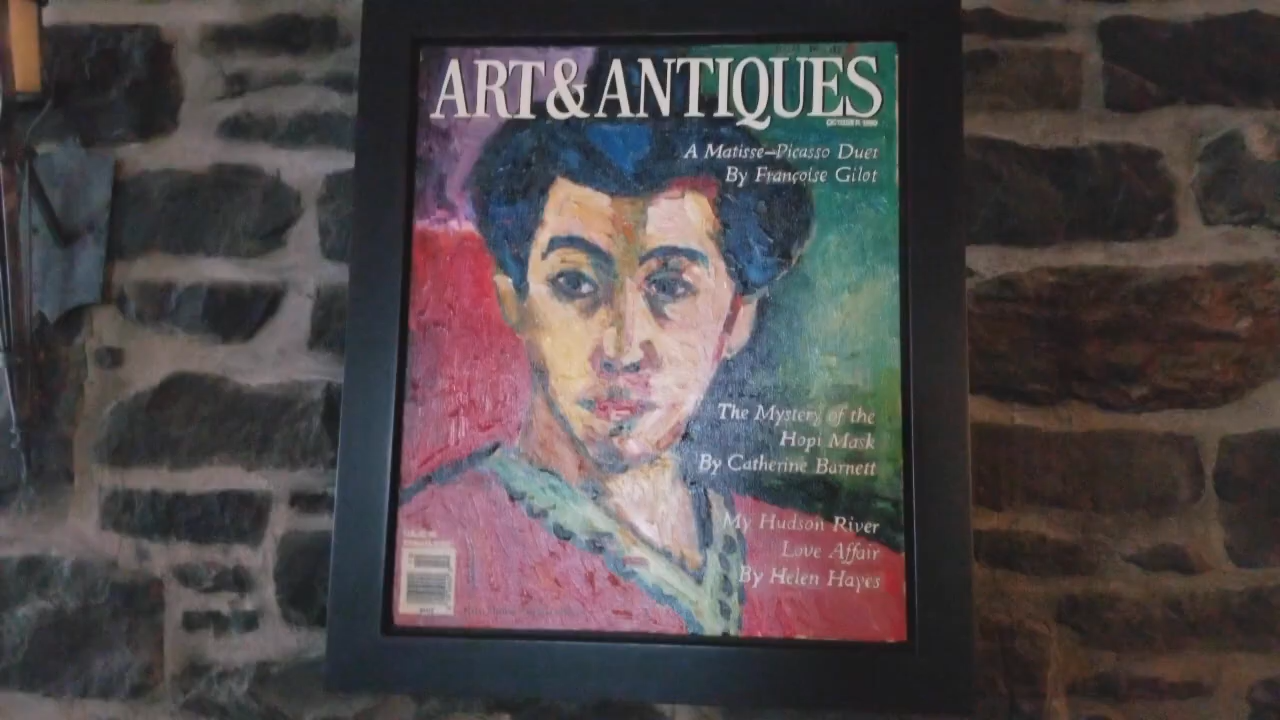 ART & ANTIQUES
A Matisse–Picasso Duet
By Françoise Gilot
The Mystery of the
Hopi Mask
By Catherine Barnett
My Hudson River
Love Affair
By Helen Hayes